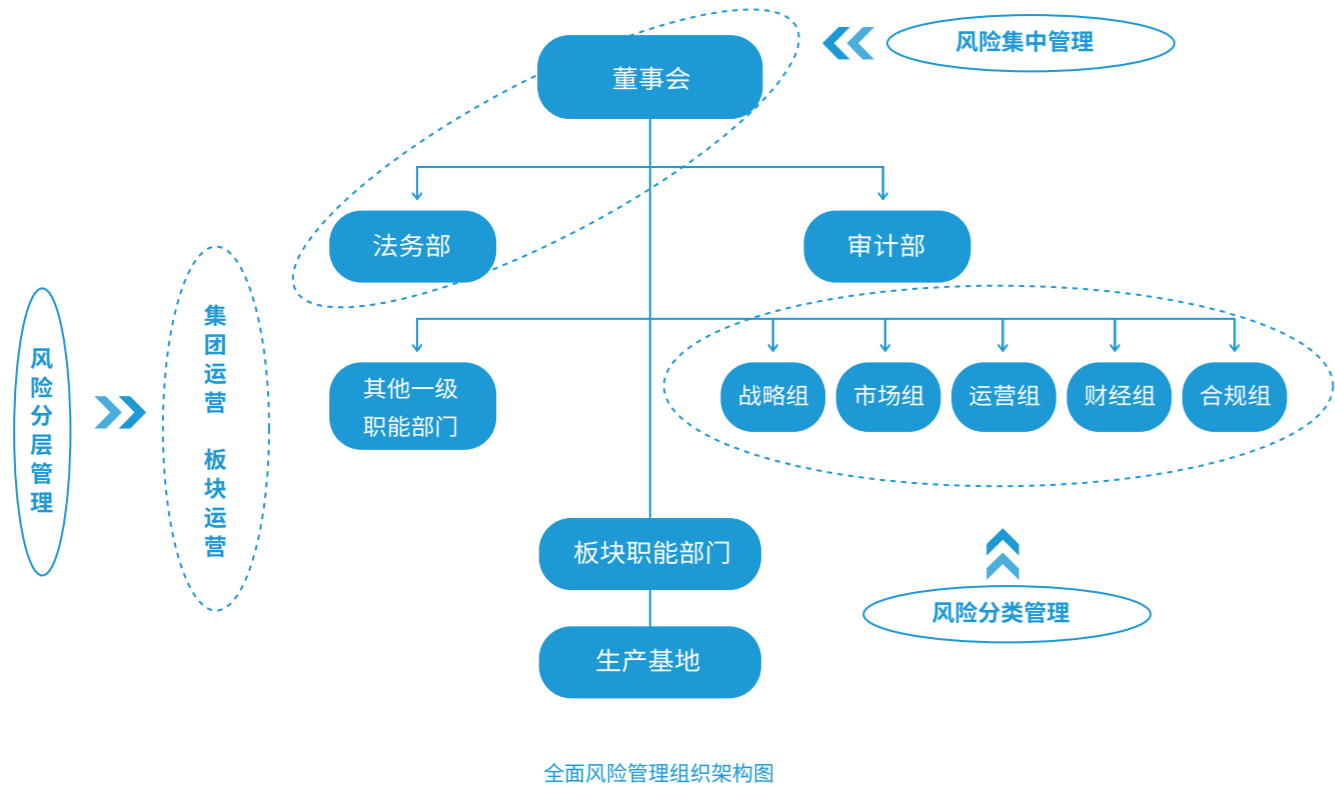 董事会
风险集中管理
法务部
审计部
风险分层管理
集团运营 板块运营
其他一级
职能部门
战略组
市场组
运营组
财经组
合规组
板块职能部门
风险分类管理
生产基地
全面风险管理组织架构图